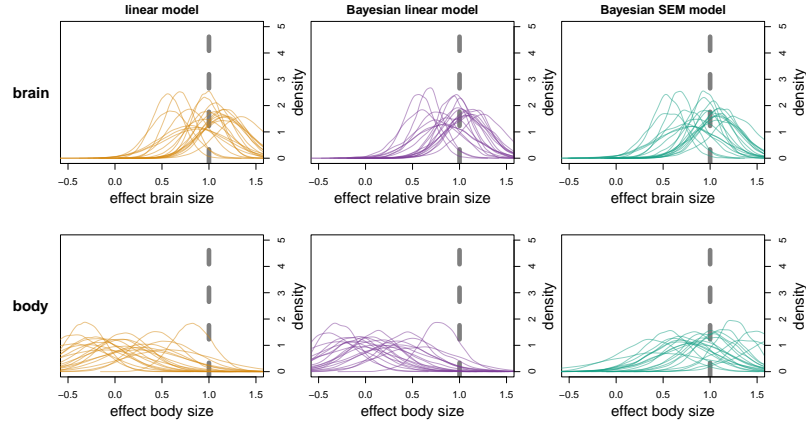 linear model
Bayesian linear model
Bayesian SEM model
brain
0 1 2 3 4 5
density
0 1 2 3 4 5
density
0 1 2 3 4 5
density
−0.5 0.0 0.5 1.0 1.5
−0.5 0.0 0.5 1.0 1.5
−0.5 0.0 0.5 1.0 1.5
effect brain size
effect relative brain size
effect brain size
body
0 1 2 3 4 5
density
0 1 2 3 4 5
density
0 1 2 3 4 5
density
−0.5 0.0 0.5 1.0 1.5
−0.5 0.0 0.5 1.0 1.5
−0.5 0.0 0.5 1.0 1.5
effect body size
effect body size
effect body size